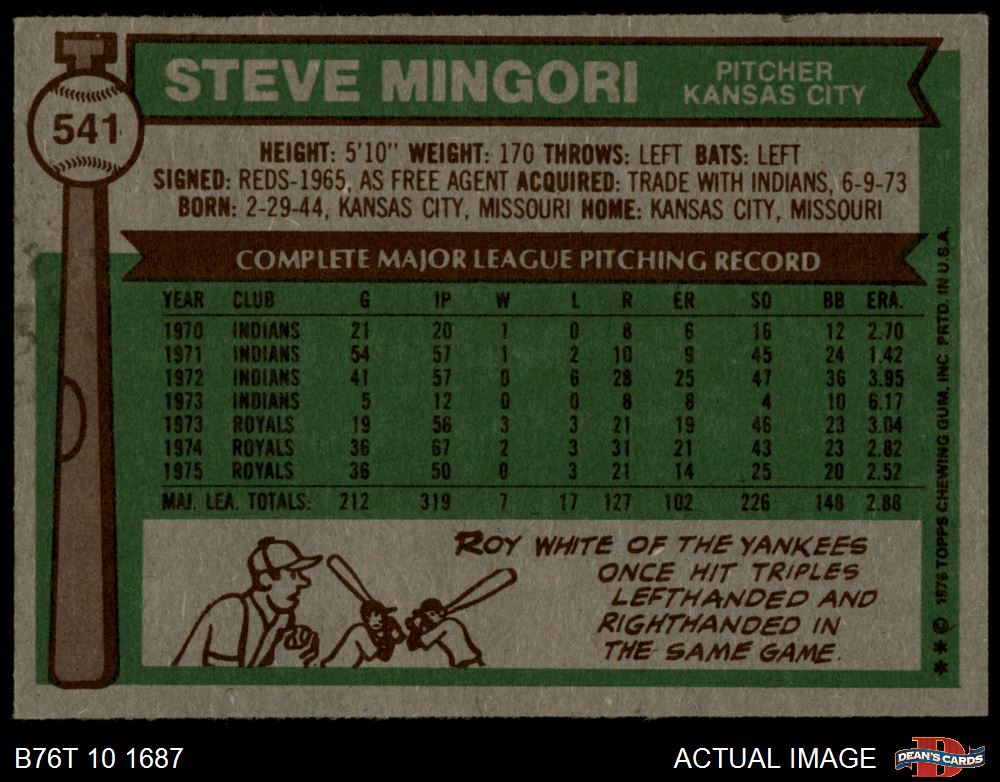 541
STEVE MINGORI
PITCHER
KANSAS CITY
HEIGHT: 5'10" WEIGHT: 170 THROWS: LEFT BATS: LEFT
SIGNED: REDS-1965, AS FREE AGENT ACQUIRED: TRADE WITH INDIANS, 6-9-73
BORN: 2-29-44, KANSAS CITY, MISSOURI HOME: KANSAS CITY, MISSOURI
COMPLETE MAJOR LEAGUE PITCHING RECORD
YEAR CLUB G IP W L R ER SO BB ERA.
1970 INDIANS 21 20 1 0 8 6 16 12 2.70
1971 INDIANS 54 57 1 2 10 9 45 24 1.42
1972 INDIANS 41 57 0 6 28 25 47 36 3.95
1973 INDIANS 5 12 0 0 8 8 4 10 6.17
1973 ROYALS 19 56 3 3 21 19 46 23 3.04
1974 ROYALS 36 67 2 3 31 21 43 23 2.82
1975 ROYALS 36 50 0 3 21 14 25 20 2.52
MAJ. LEA. TOTALS: 212 319 7 17 127 102 226 148 2.88
ROY WHITE OF THE YANKEES
ONCE HIT TRIPLES
LEFTHANDED AND
RIGHTHANDED IN
THE SAME GAME.
** © 1976 TOPPS CHEWING GUM, INC PRTD. IN U.S.A.
B76T 10 1687
ACTUAL IMAGE
D
DEAN'S CARDS